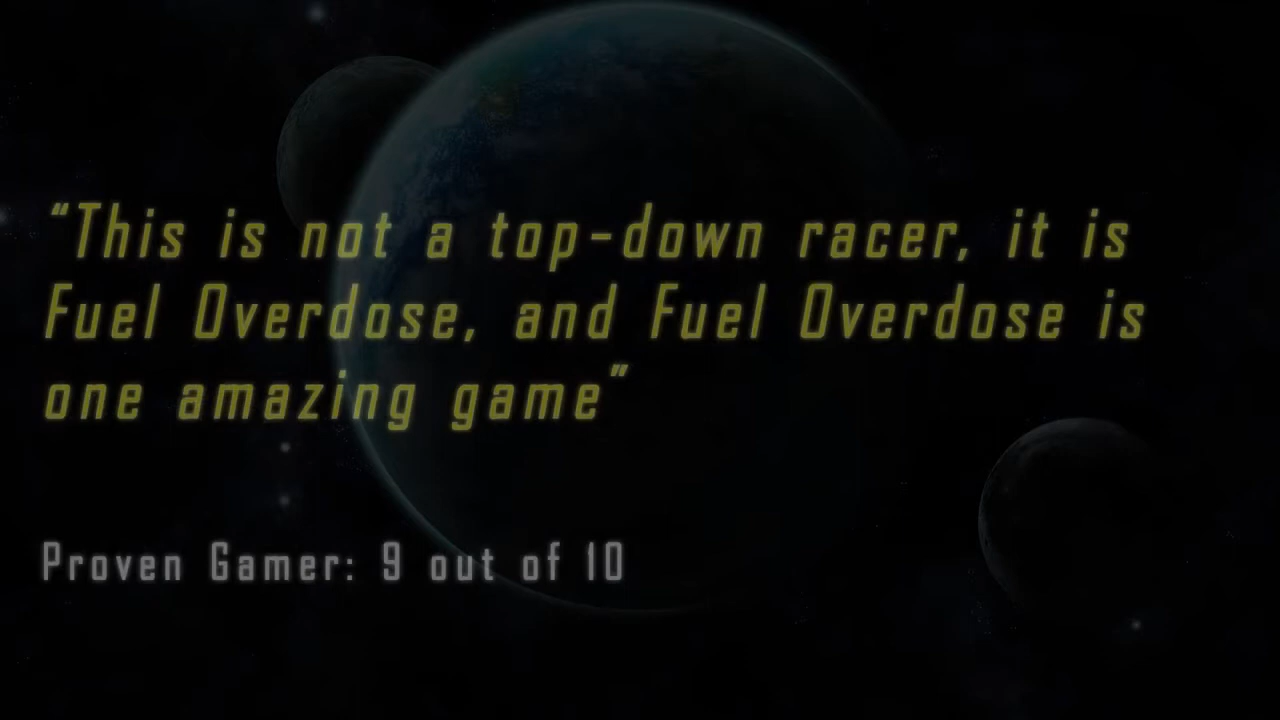 “This is not a top-down racer, it is
Fuel Overdose, and Fuel Overdose is
one amazing game”
Proven Gamer: 9 out of 10